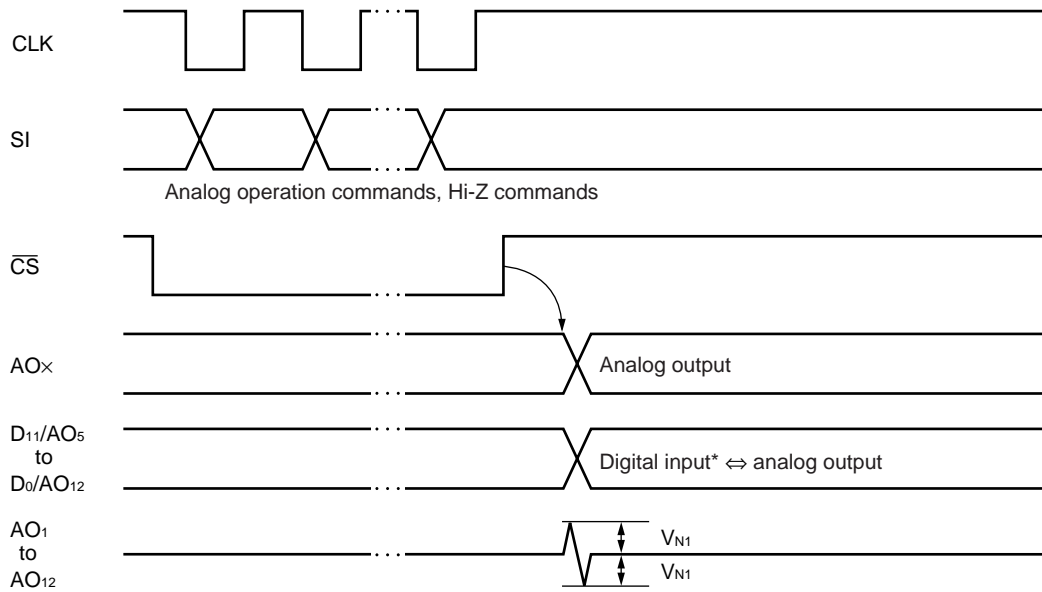 CLK
SI
Analog operation commands, Hi-Z commands
CS
AO×
Analog output
D11/AO5
to
D0/AO12
Digital input* ⇔ analog output
AO1
to
AO12
VN1
VN1